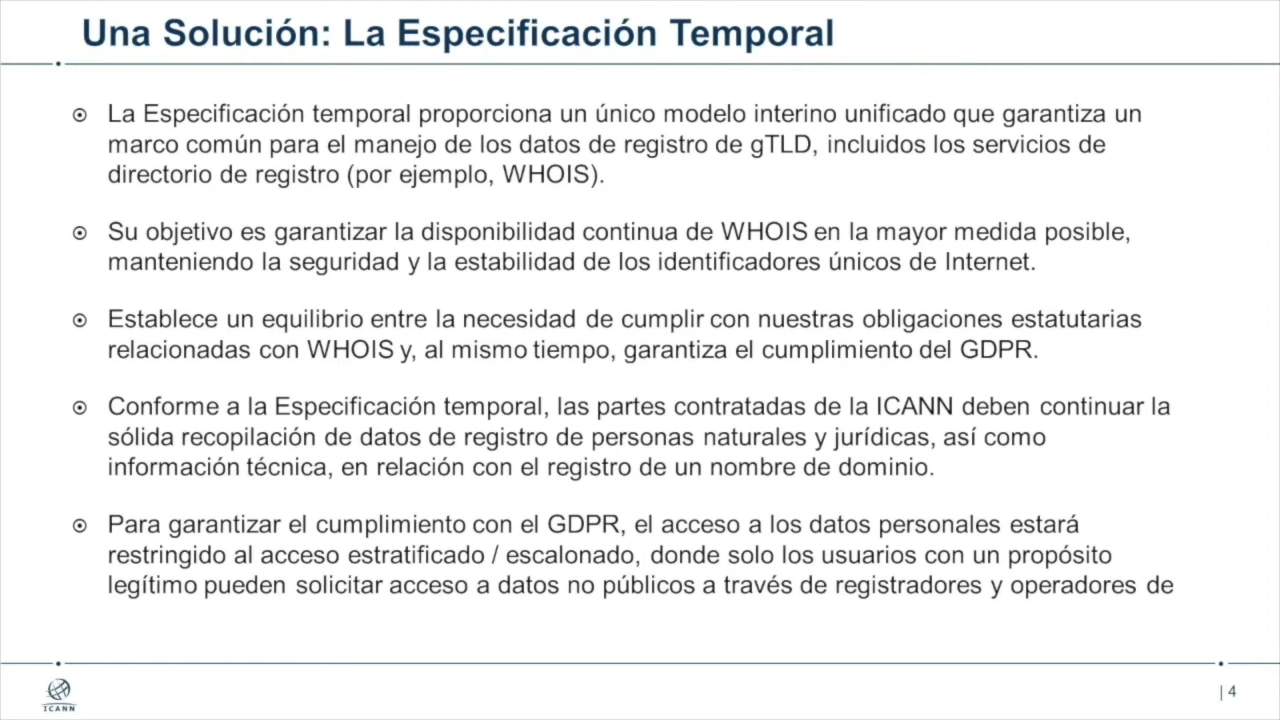 Una Solución: La Especificación Temporal
La Especificación temporal proporciona un único modelo interino unificado que garantiza un
marco común para el manejo de los datos de registro de gTLD, incluidos los servicios de
directorio de registro (por ejemplo, WHOIS).
Su objetivo es garantizar la disponibilidad continua de WHOIS en la mayor medida posible,
manteniendo la seguridad y la estabilidad de los identificadores únicos de Internet.
Establece un equilibrio entre la necesidad de cumplir con nuestras obligaciones estatutarias
relacionadas con WHOIS y, al mismo tiempo, garantiza el cumplimiento del GDPR.
Conforme a la Especificación temporal, las partes contratadas de la ICANN deben continuar la
sólida recopilación de datos de registro de personas naturales y jurídicas, así como
información técnica, en relación con el registro de un nombre de dominio.
Para garantizar el cumplimiento con el GDPR, el acceso a los datos personales estará
restringido al acceso estratificado / escalonado, donde solo los usuarios con un propósito
legítimo pueden solicitar acceso a datos no públicos a través de registradores y operadores de
ICANN
| 4